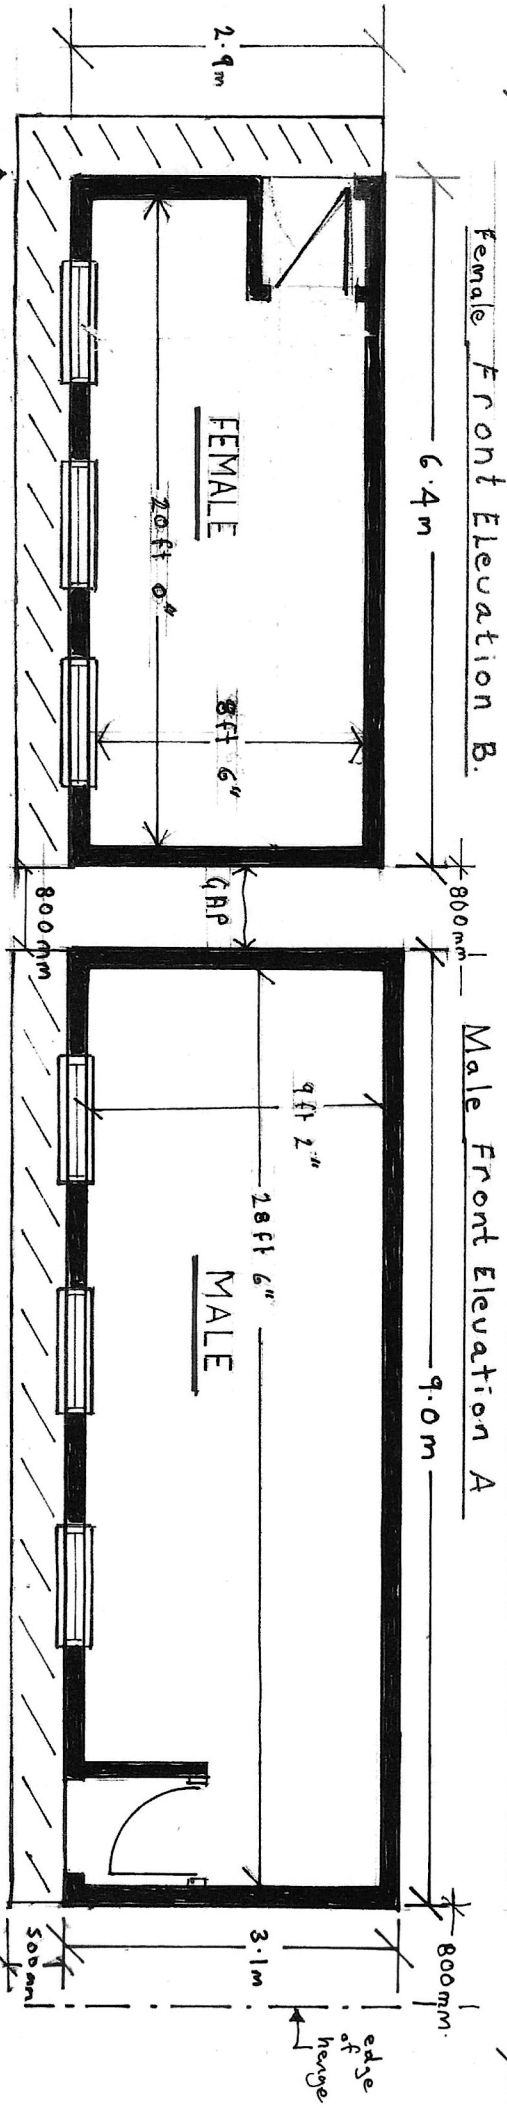 Female Front Elevation B.
Male Front Elevation A
6.4m
800mm
9.0m
800mm.
2.9m
FEMALE
20ft 0"
8ft 6"
GAP
800mm
9ft 2"
28ft 6"
MALE
3.1m
500mm
edge
of
henge